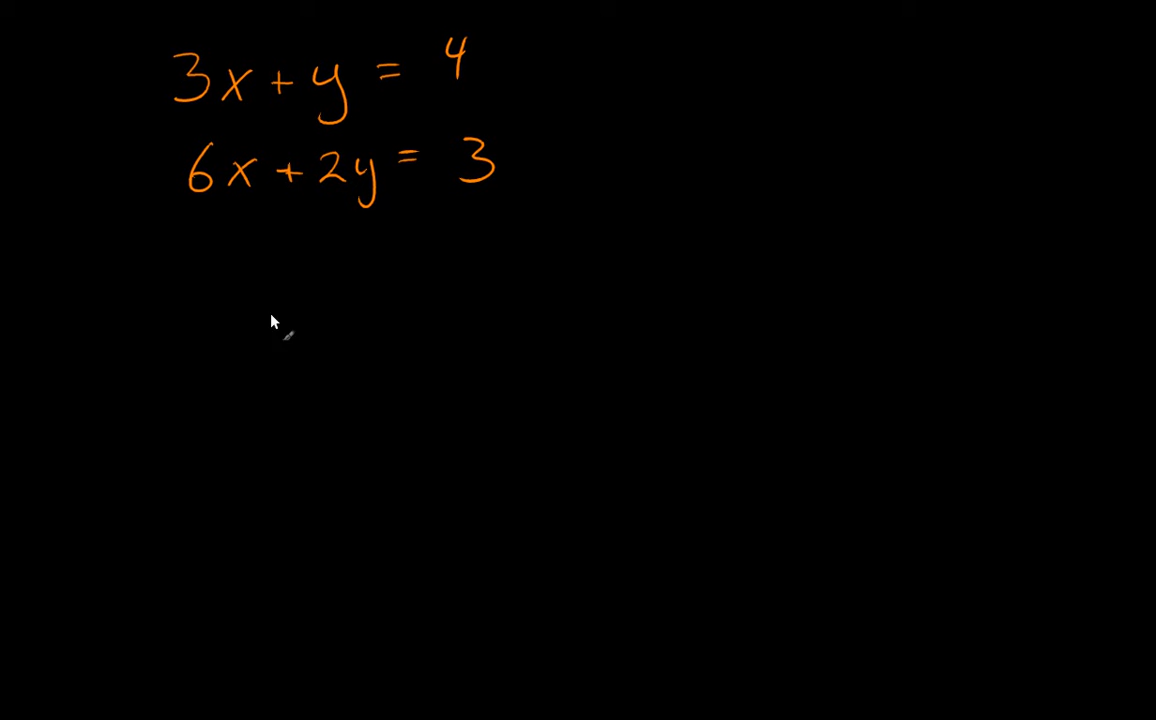 3x + y = 4
6x + 2y = 3